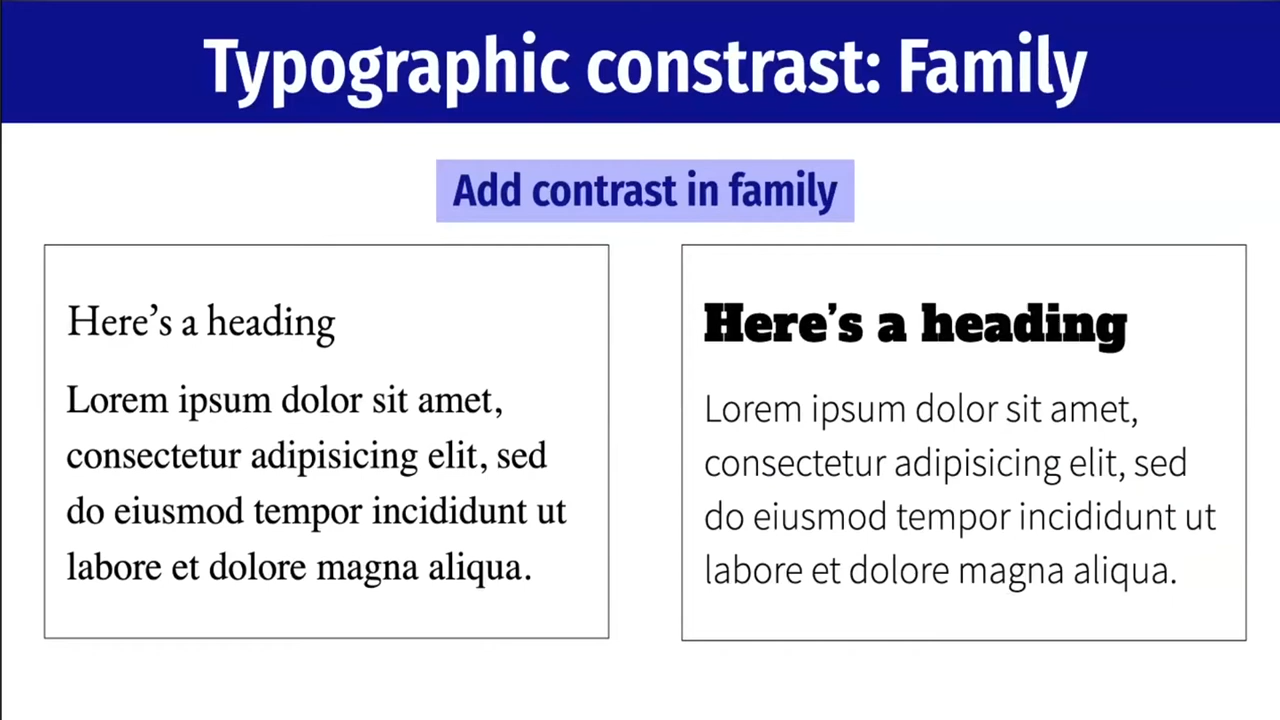 Typographic constrast: Family
Add contrast in family
Here’s a heading
Lorem ipsum dolor sit amet,
consectetur adipisicing elit, sed
do eiusmod tempor incididunt ut
labore et dolore magna aliqua.
Here’s a heading
Lorem ipsum dolor sit amet,
consectetur adipisicing elit, sed
do eiusmod tempor incididunt ut
labore et dolore magna aliqua.